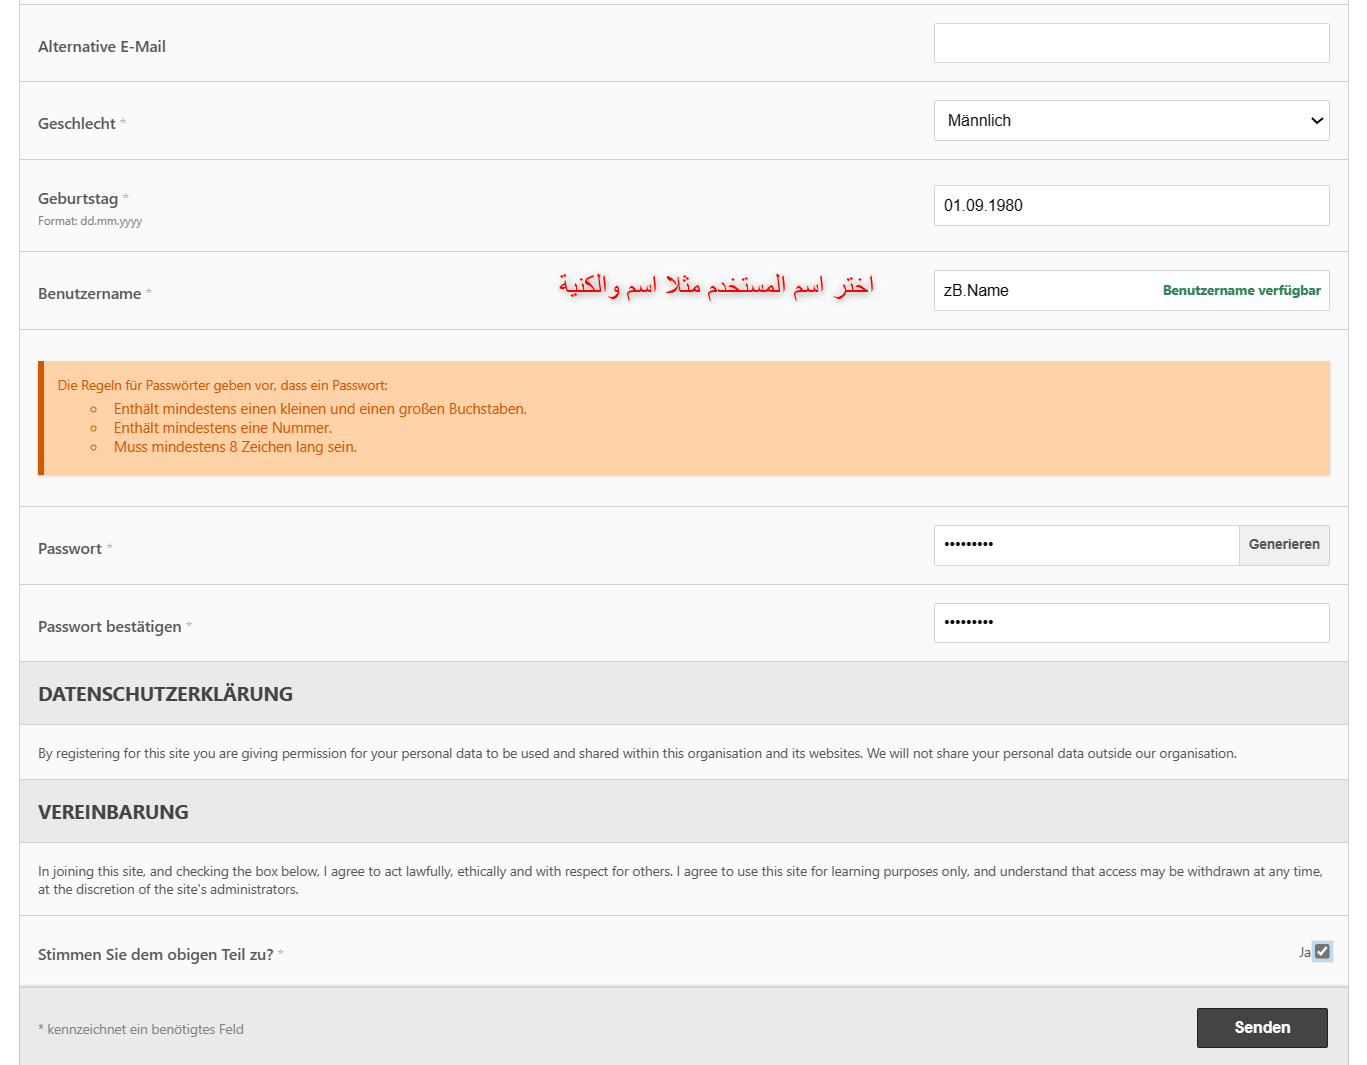 Alternative E-Mail
Geschlecht *
Männlich
Geburtstag *
Format: dd.mm.yyyy
01.09.1980
Benutzername *
اختر اسم المستخدم مثلا اسم والكنية
zB.Name
Benutzername verfügbar
Die Regeln für Passwörter geben vor, dass ein Passwort:
Enthält mindestens einen kleinen und einen großen Buchstaben.
Enthält mindestens eine Nummer.
Muss mindestens 8 Zeichen lang sein.
Passwort *
•••••••••
Generieren
Passwort bestätigen *
•••••••••
DATENSCHUTZERKLÄRUNG
By registering for this site you are giving permission for your personal data to be used and shared within this organisation and its websites. We will not share your personal data outside our organisation.
VEREINBARUNG
In joining this site, and checking the box below, I agree to act lawfully, ethically and with respect for others. I agree to use this site for learning purposes only, and understand that access may be withdrawn at any time,
at the discretion of the site's administrators.
Stimmen Sie dem obigen Teil zu? *
Ja
* kennzeichnet ein benötigtes Feld
Senden